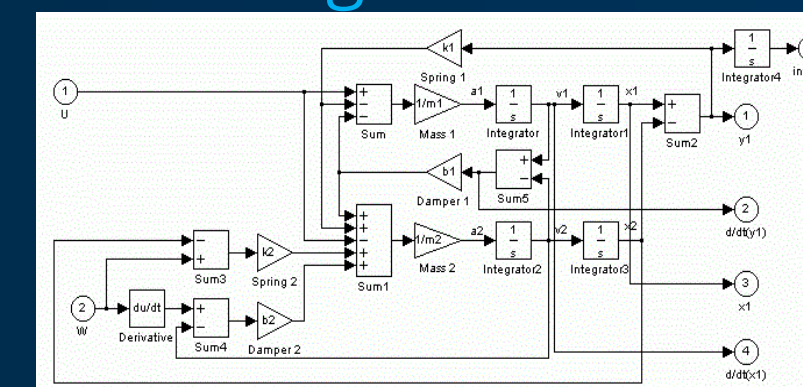 k1
Spring 1
1
s
Integrator4
in
1
U
+
−
−
Sum
1/m1
Mass 1
a1
1
s
Integrator
v1
1
s
Integrator1
x1
+
−
Sum2
1
y1
b1
Damper 1
+
−
Sum5
2
d/dt(y1)
+
+
−
+
+
Sum1
1/m2
Mass 2
a2
1
s
Integrator2
v2
1
s
Integrator3
x2
−
+
Sum3
k2
Spring 2
3
x1
2
W
du/dt
Derivative
+
−
Sum4
b2
Damper 2
4
d/dt(x1)